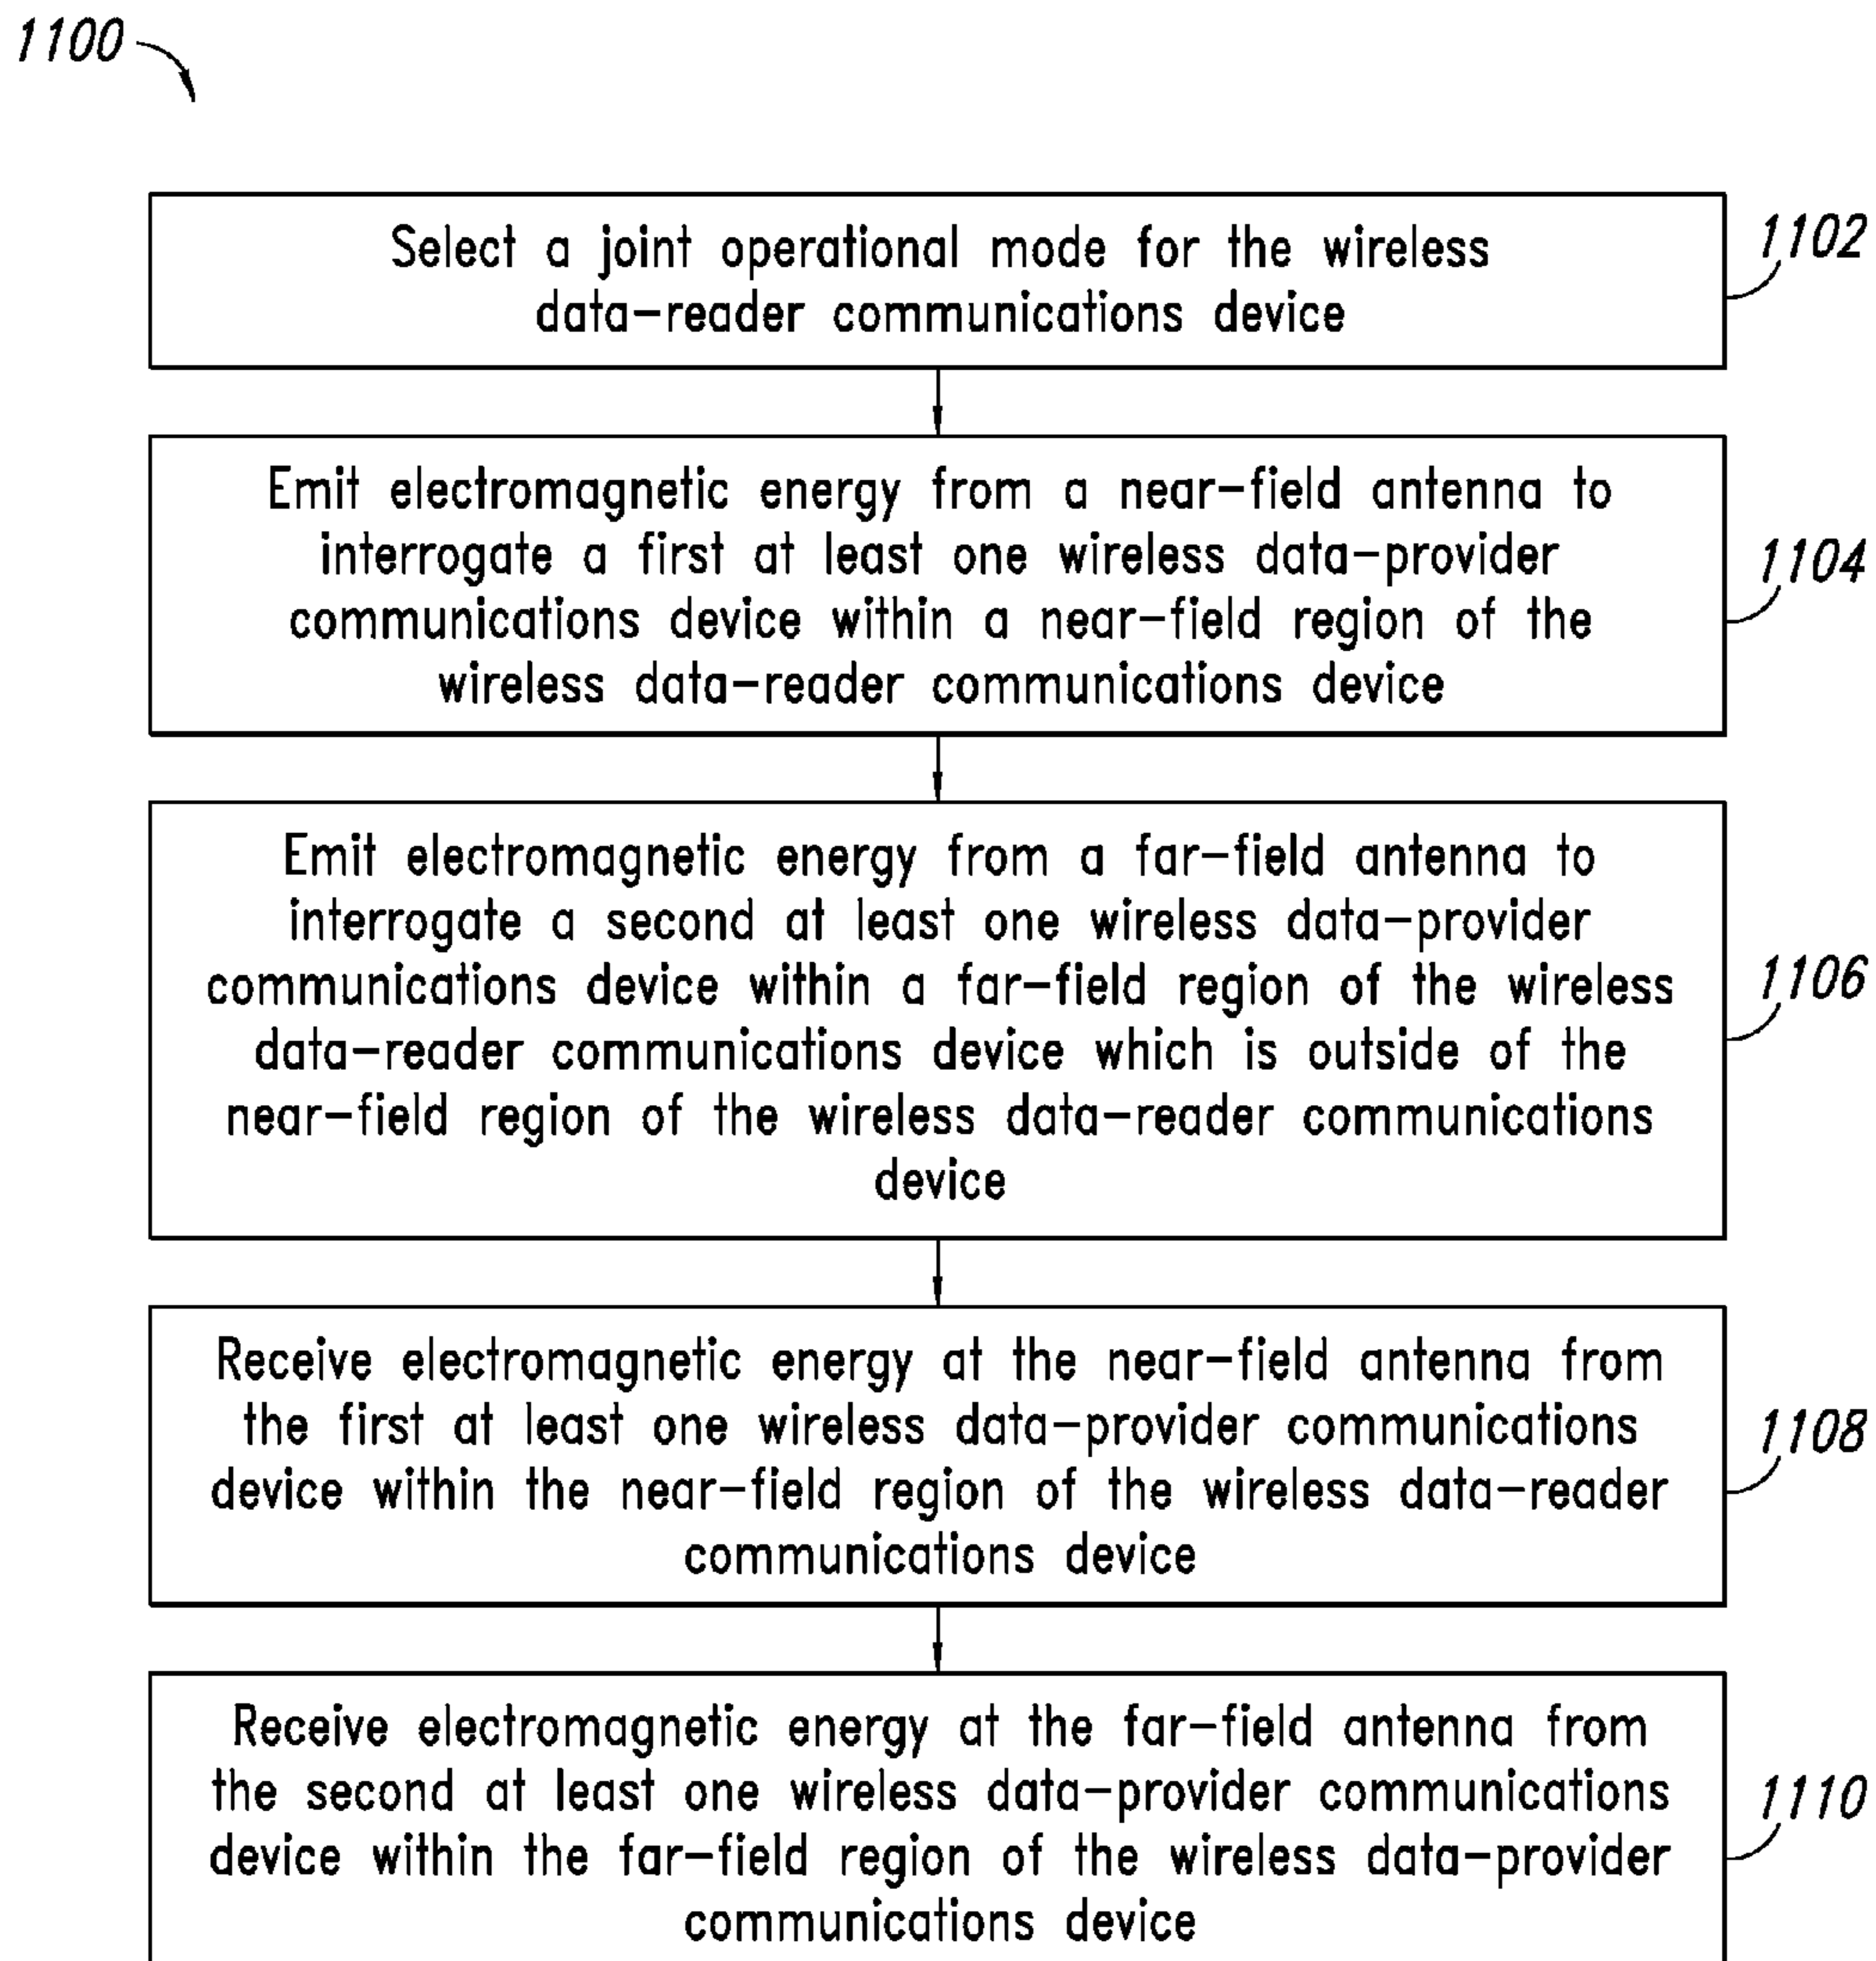 1100
Select a joint operational mode for the wireless
data-reader communications device
1102
Emit electromagnetic energy from a near-field antenna to
interrogate a first at least one wireless data-provider
communications device within a near-field region of the
wireless data-reader communications device
1104
Emit electromagnetic energy from a far-field antenna to
interrogate a second at least one wireless data-provider
communications device within a far-field region of the wireless
data-reader communications device which is outside of the
near-field region of the wireless data-reader communications
device
1106
Receive electromagnetic energy at the near-field antenna from
the first at least one wireless data-provider communications
device within the near-field region of the wireless data-reader
communications device
1108
Receive electromagnetic energy at the far-field antenna from
the second at least one wireless data-provider communications
device within the far-field region of the wireless data-provider
communications device
1110